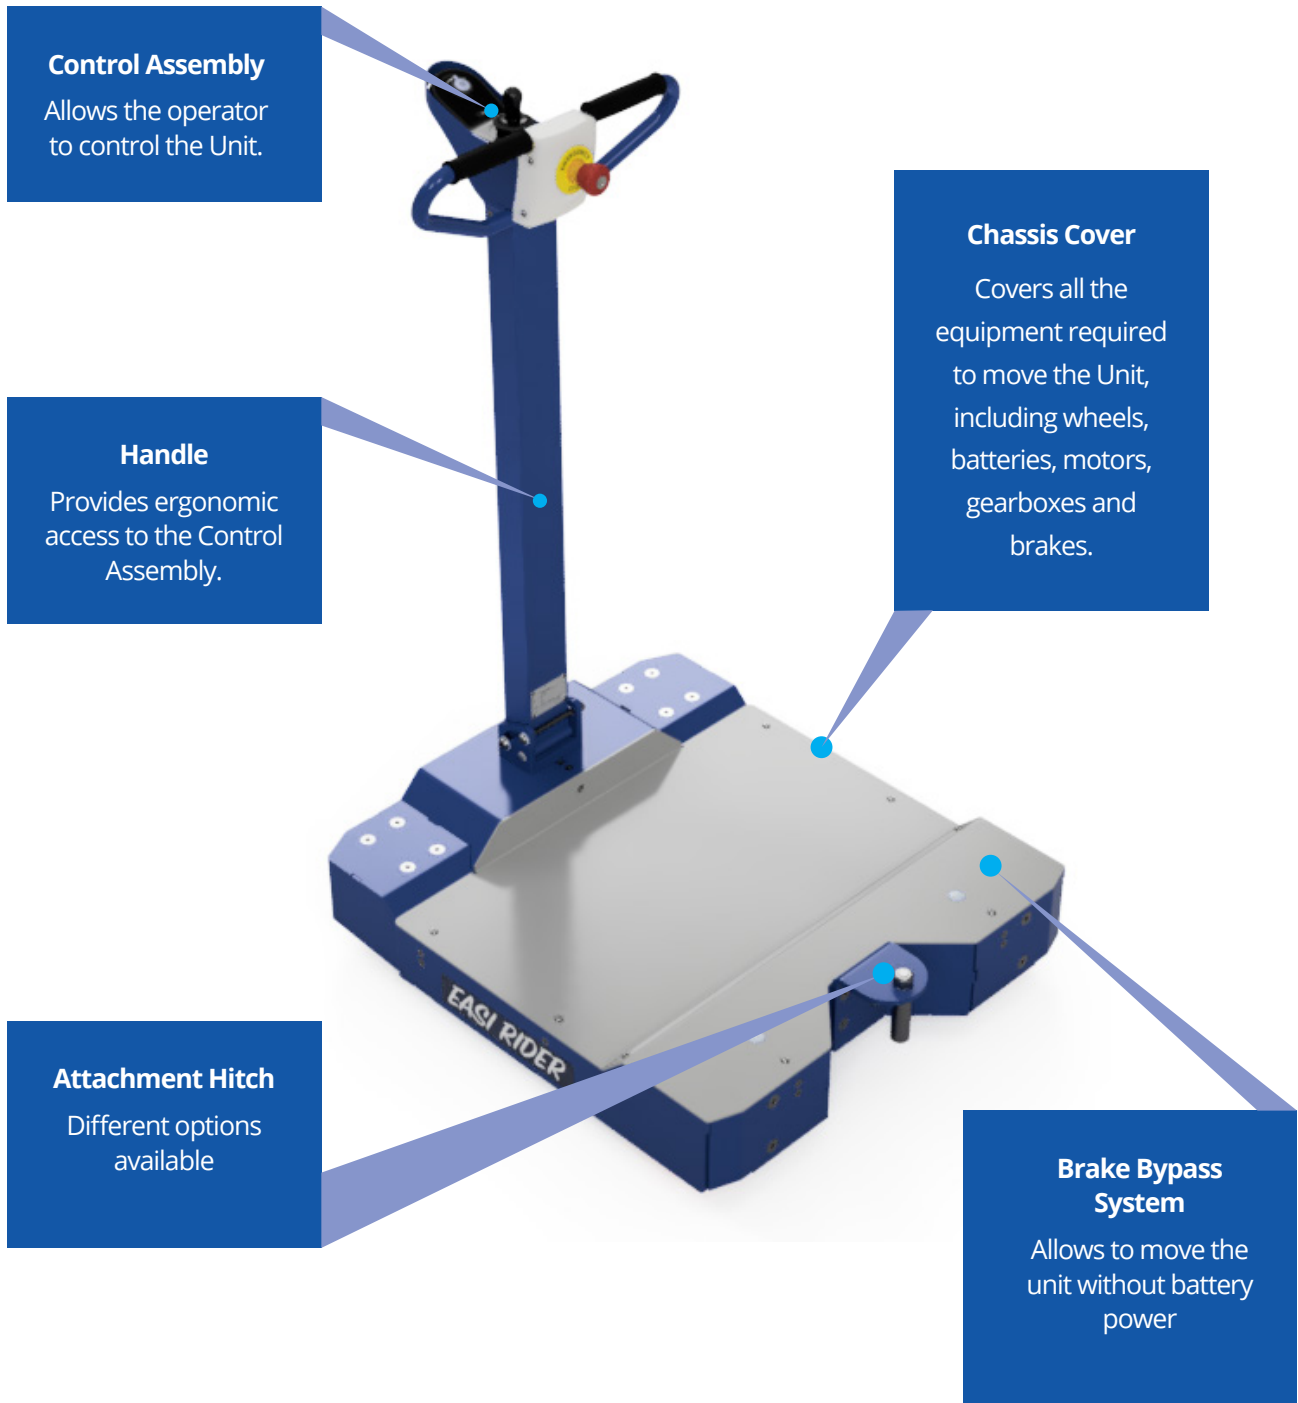 Control Assembly
Allows the operator
to control the Unit.
Chassis Cover
Covers all the
equipment required
to move the Unit,
including wheels,
batteries, motors,
gearboxes and
brakes.
Handle
Provides ergonomic
access to the Control
Assembly.
EASI RIDER
Attachment Hitch
Different options
available
Brake Bypass
System
Allows to move the
unit without battery
power